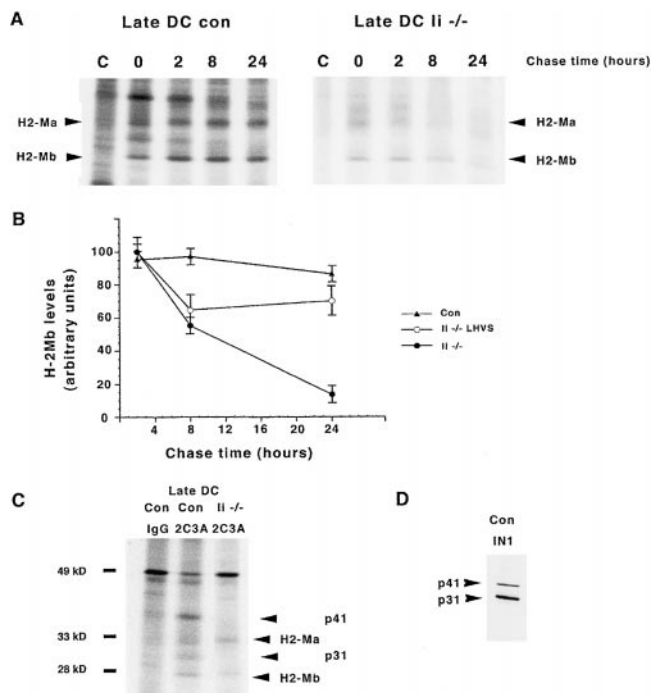 A
Late DC con
Late DC Ii -/-
C 0 2 8 24
C 0 2 8 24
Chase time (hours)
H2-Ma
H2-Ma
H2-Mb
H2-Mb
B
H-2Mb levels
(arbitrary units)
100
80
60
40
20
0
4 8 12 16 20 24
Chase time (hours)
Con
Ii -/- LHVS
Ii -/-
C
Late DC
Con Con Ii -/-
IgG 2C3A 2C3A
49 kD
p41
33 kD
H2-Ma
p31
28 kD
H2-Mb
D
Con
IN1
p41
p31